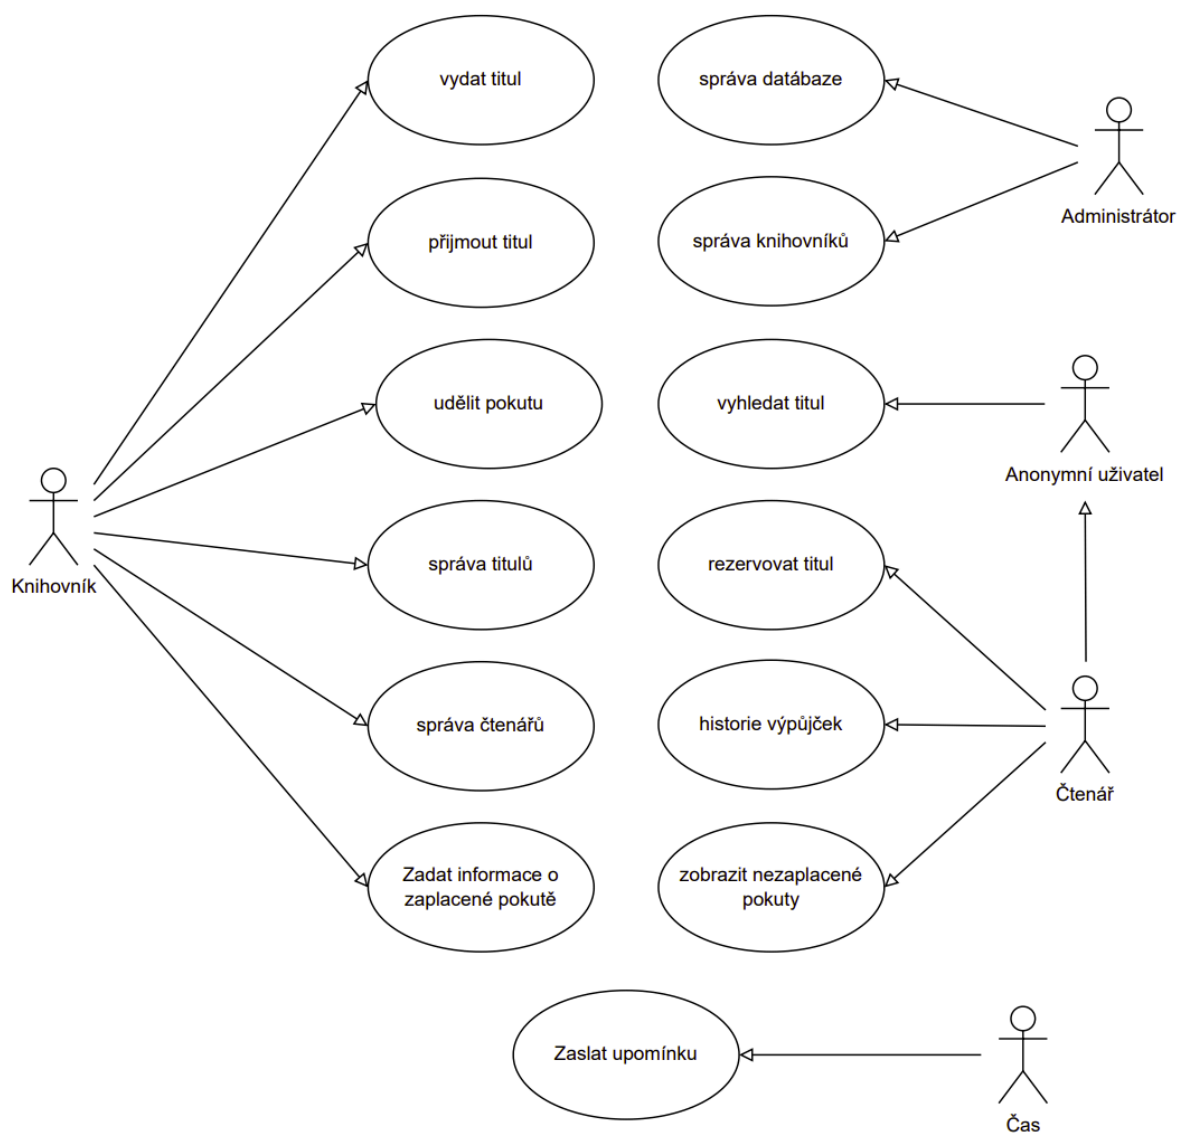 vydat titul
správa datábaze
Administrátor
přijmout titul
správa knihovníků
udělit pokutu
vyhledat titul
Anonymní uživatel
Knihovník
správa titulů
rezervovat titul
správa čtenářů
historie výpůjček
Čtenář
Zadat informace o
zaplacené pokutě
zobrazit nezaplacené
pokuty
Zaslat upomínku
Čas